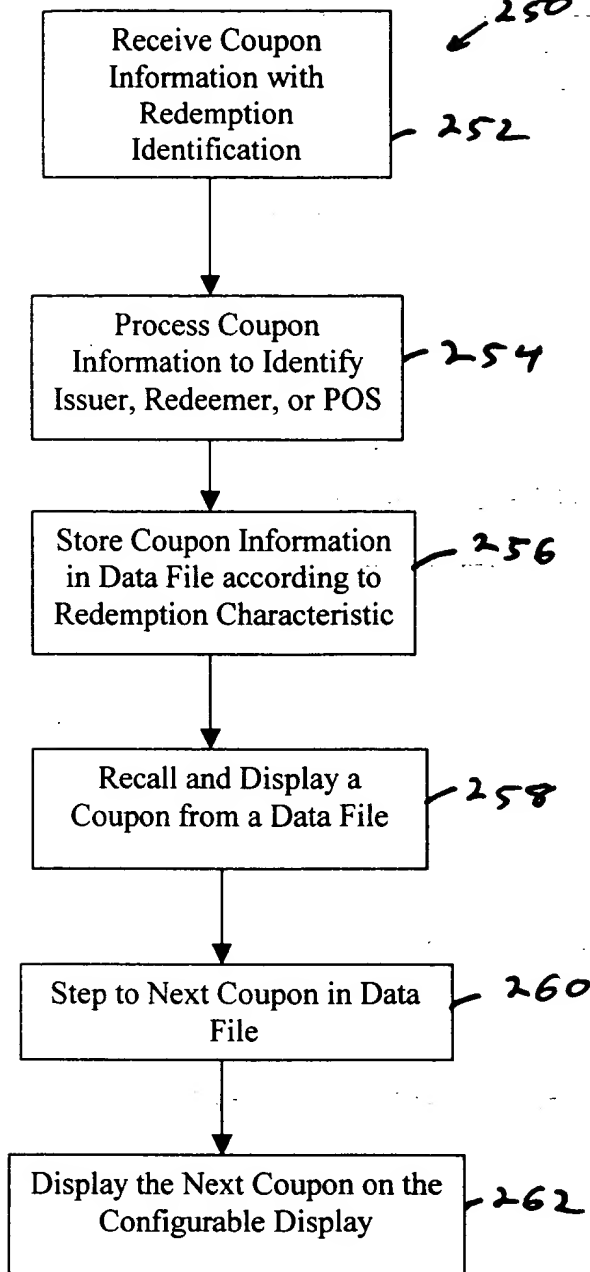 250
Receive Coupon
Information with
Redemption
Identification
252
Process Coupon
Information to Identify
Issuer, Redeemer, or POS
254
Store Coupon Information
in Data File according to
Redemption Characteristic
256
Recall and Display a
Coupon from a Data File
258
Step to Next Coupon in Data
File
260
Display the Next Coupon on the
Configurable Display
262